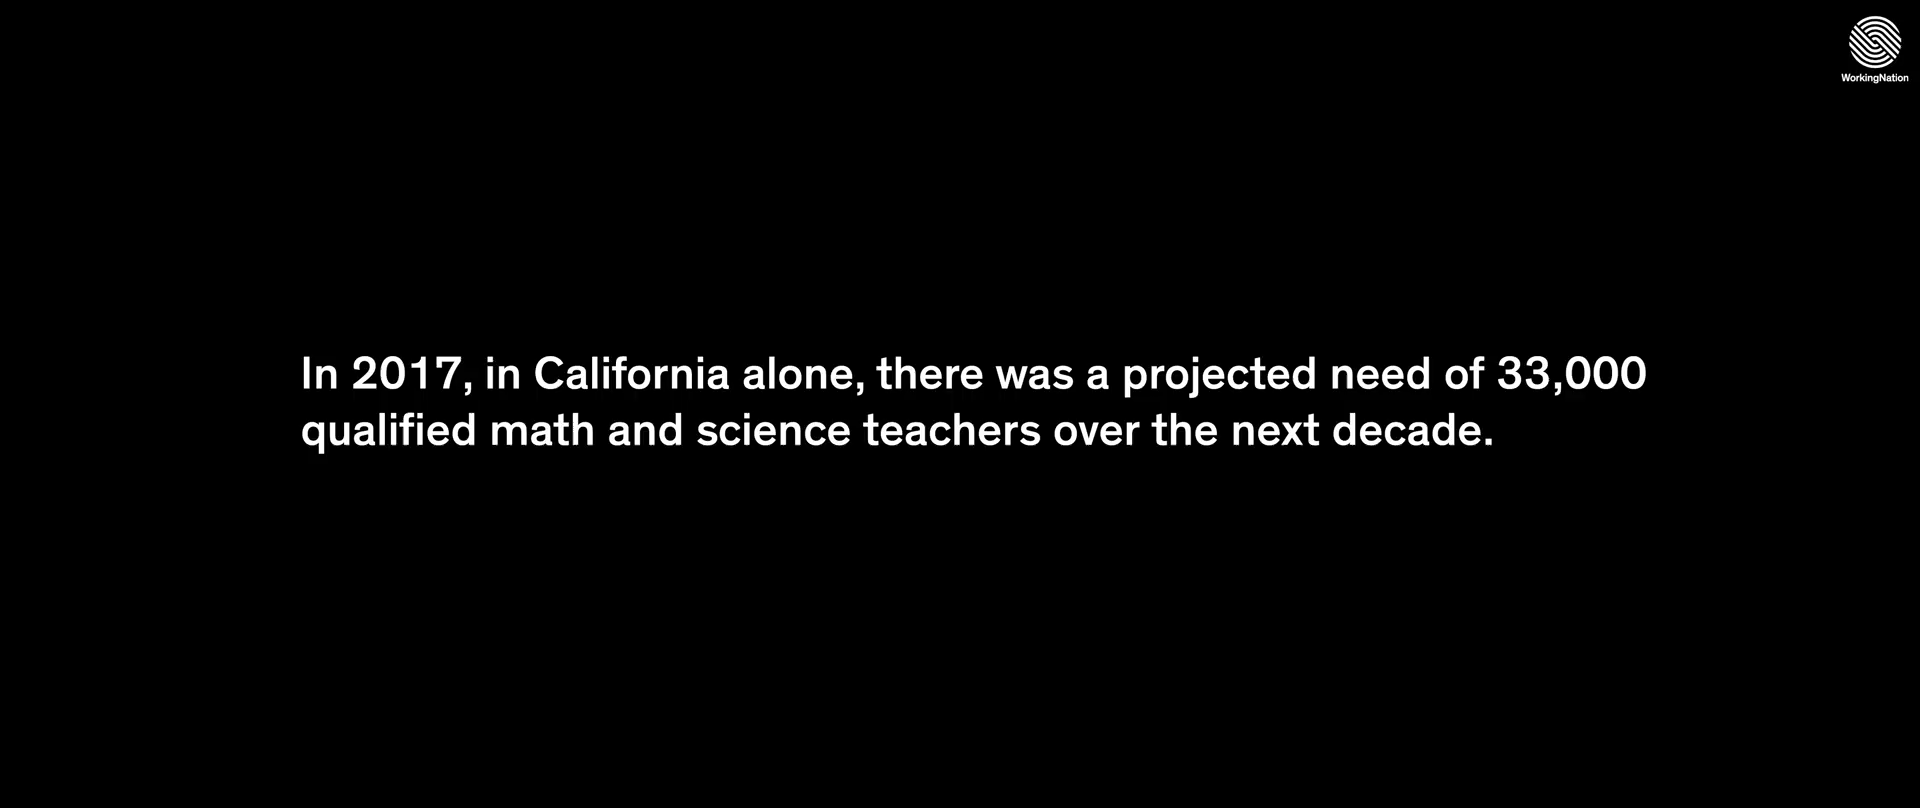 WorkingNation
In 2017, in California alone, there was a projected need of 33,000
qualified math and science teachers over the next decade.